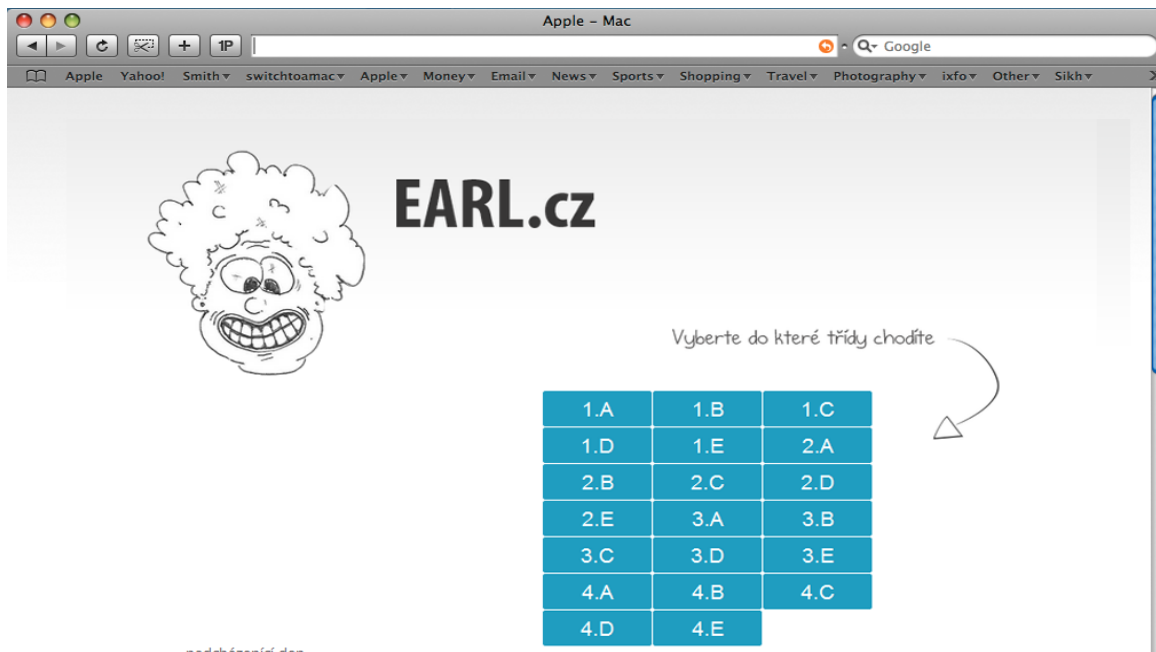 Apple – Mac
1P
Google
Apple Yahoo! Smith switchtoamac Apple Money Email News Sports Shopping Travel Photography ixfo Other Sikh
EARL.cz
Vyberte do které třídy chodíte
1.A 1.B 1.C
1.D 1.E 2.A
2.B 2.C 2.D
2.E 3.A 3.B
3.C 3.D 3.E
4.A 4.B 4.C
4.D 4.E